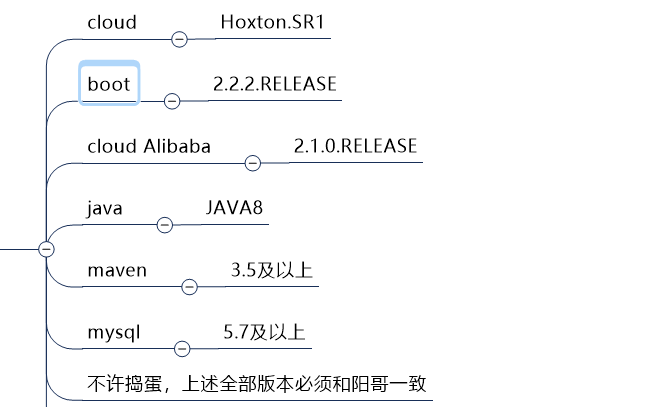 cloud Hoxton.SR1
boot 2.2.2.RELEASE
cloud Alibaba 2.1.0.RELEASE
java JAVA8
maven 3.5及以上
mysql 5.7及以上
不许捣蛋，上述全部版本必须和阳哥一致